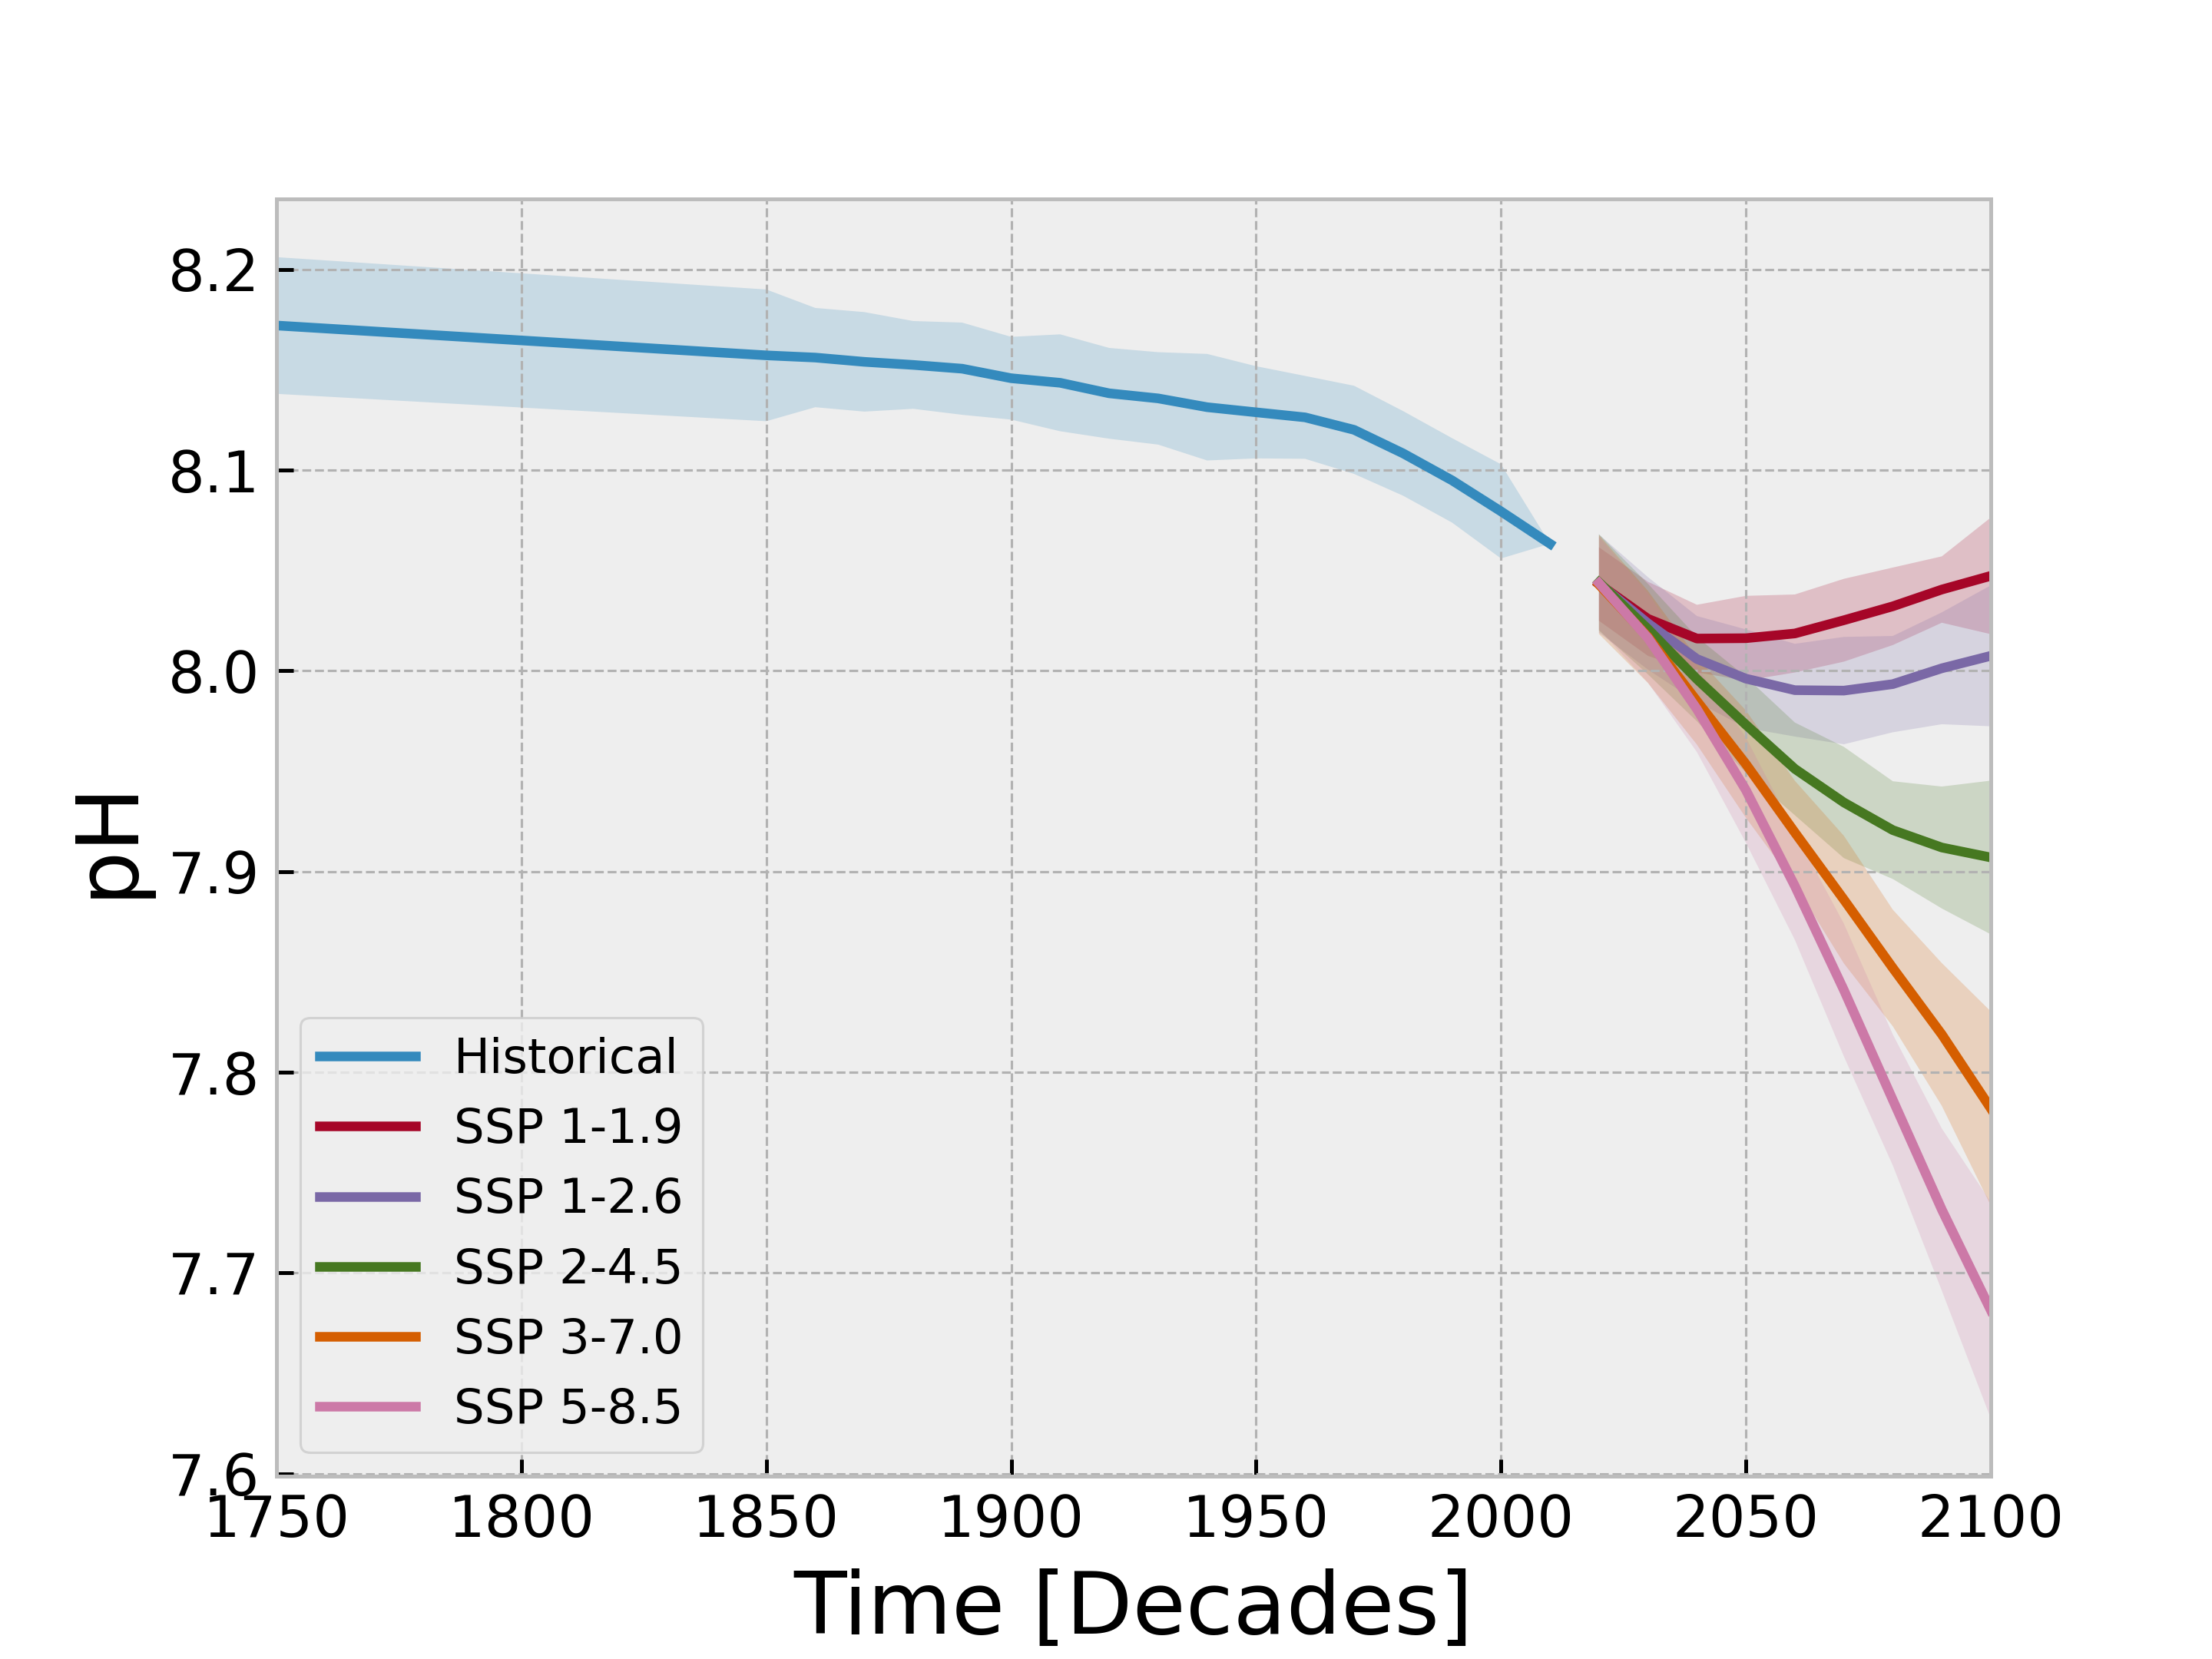 8.2
8.1
8.0
7.9
7.8
7.7
7.6
pH
Historical
SSP 1-1.9
SSP 1-2.6
SSP 2-4.5
SSP 3-7.0
SSP 5-8.5
1750 1800 1850 1900 1950 2000 2050 2100
Time [Decades]